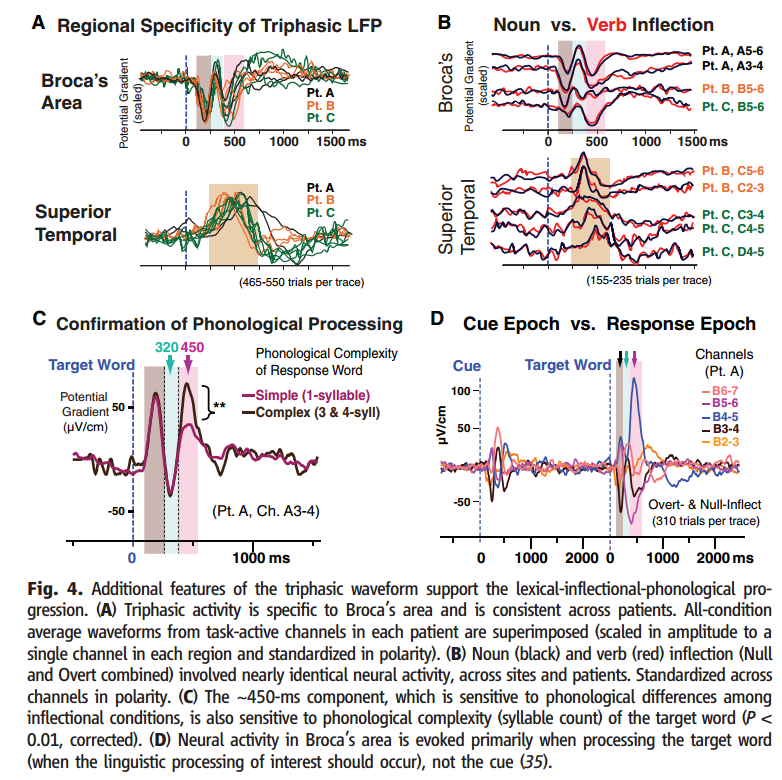 A Regional Specificity of Triphasic LFP
Broca's
Area
Potential Gradient
(scaled)
Pt. A
Pt. B
Pt. C
0 500 1000 1500 ms
Superior
Temporal
Pt. A
Pt. B
Pt. C
(465-550 trials per trace)
B Noun vs. Verb Inflection
Broca's
Potential Gradient
(scaled)
Pt. A, A5-6
Pt. A, A3-4
Pt. B, B5-6
Pt. C, B5-6
0 500 1000 1500 ms
Superior
Temporal
Pt. B, C5-6
Pt. B, C2-3
Pt. C, C3-4
Pt. C, C4-5
Pt. C, D4-5
(155-235 trials per trace)
C Confirmation of Phonological Processing
320 450
Target Word
Phonological Complexity
of Response Word
Potential
Gradient
(µV/cm)
50
-50
**
Simple (1-syllable)
Complex (3 & 4-syll)
(Pt. A, Ch. A3-4)
0 1000 ms
D Cue Epoch vs. Response Epoch
Cue Target Word
Channels
(Pt. A)
B6-7
B5-6
B4-5
B3-4
B2-3
µV/cm
100
50
-50
Overt- & Null-Inflect
(310 trials per trace)
0 1000 2000 0 1000 2000 ms
Fig. 4. Additional features of the triphasic waveform support the lexical-inflectional-phonological pro-
gression. (A) Triphasic activity is specific to Broca's area and is consistent across patients. All-condition
average waveforms from task-active channels in each patient are superimposed (scaled in amplitude to a
single channel in each region and standardized in polarity). (B) Noun (black) and verb (red) inflection (Null
and Overt combined) involved nearly identical neural activity, across sites and patients. Standardized across
channels in polarity. (C) The ~450-ms component, which is sensitive to phonological differences among
inflectional conditions, is also sensitive to phonological complexity (syllable count) of the target word (P <
0.01, corrected). (D) Neural activity in Broca's area is evoked primarily when processing the target word
(when the linguistic processing of interest should occur), not the cue (35).